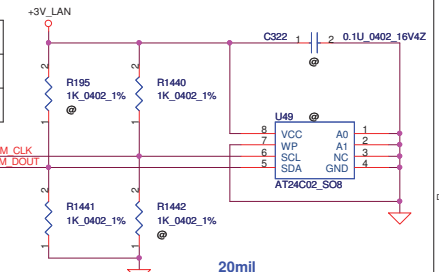 +3V_LAN
C322 1 2 0.1U_0402_16V4Z
@
2 2
R195 R1440
1K_0402_1% 1K_0402_1%
@
1 1
U49 @
8 VCC A0 1
7 WP A1 2
6 SCL NC 3
5 SDA GND 4
AT24C02_SO8
M_CLK
M_DOUT
2 2
R1441 R1442
1K_0402_1% 1K_0402_1%
@
1 1
20mil